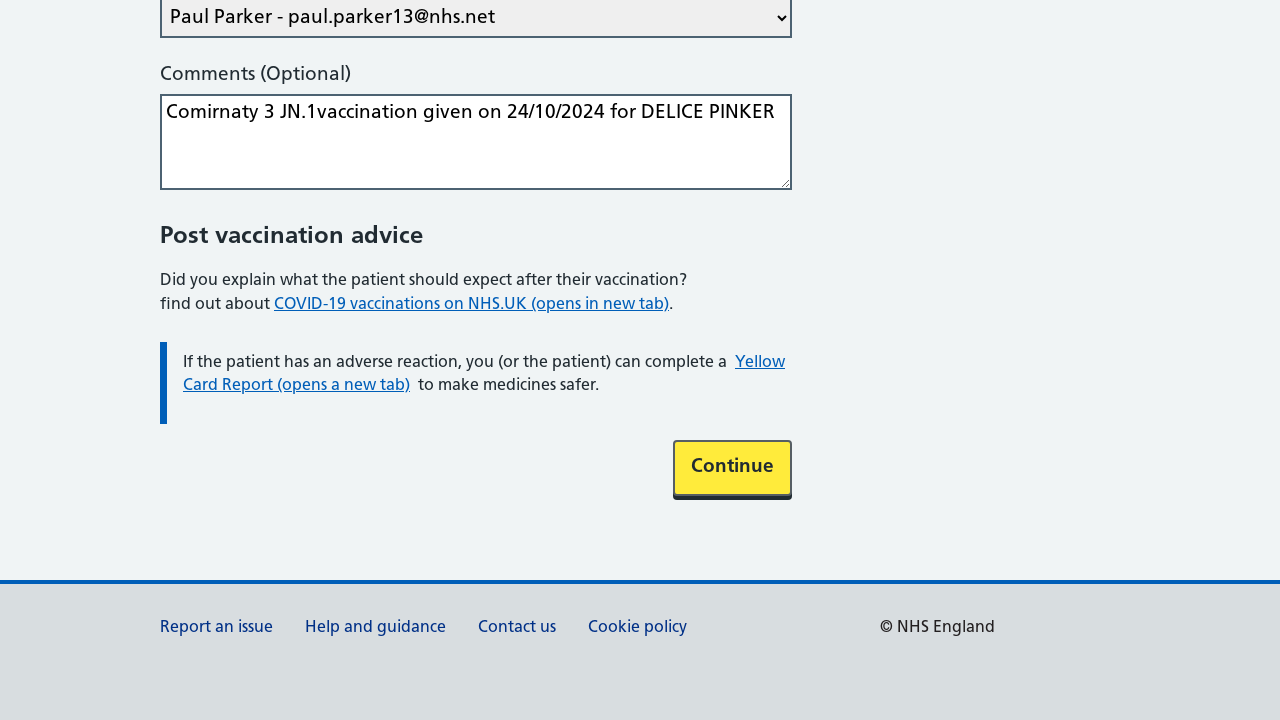 Paul Parker - paul.parker13@nhs.net
Comments (Optional)
Comirnaty 3 JN.1vaccination given on 24/10/2024 for DELICE PINKER
Post vaccination advice
Did you explain what the patient should expect after their vaccination?
find out about COVID-19 vaccinations on NHS.UK (opens in new tab).
If the patient has an adverse reaction, you (or the patient) can complete a Yellow
Card Report (opens a new tab) to make medicines safer.
Continue
Report an issue Help and guidance Contact us Cookie policy © NHS England